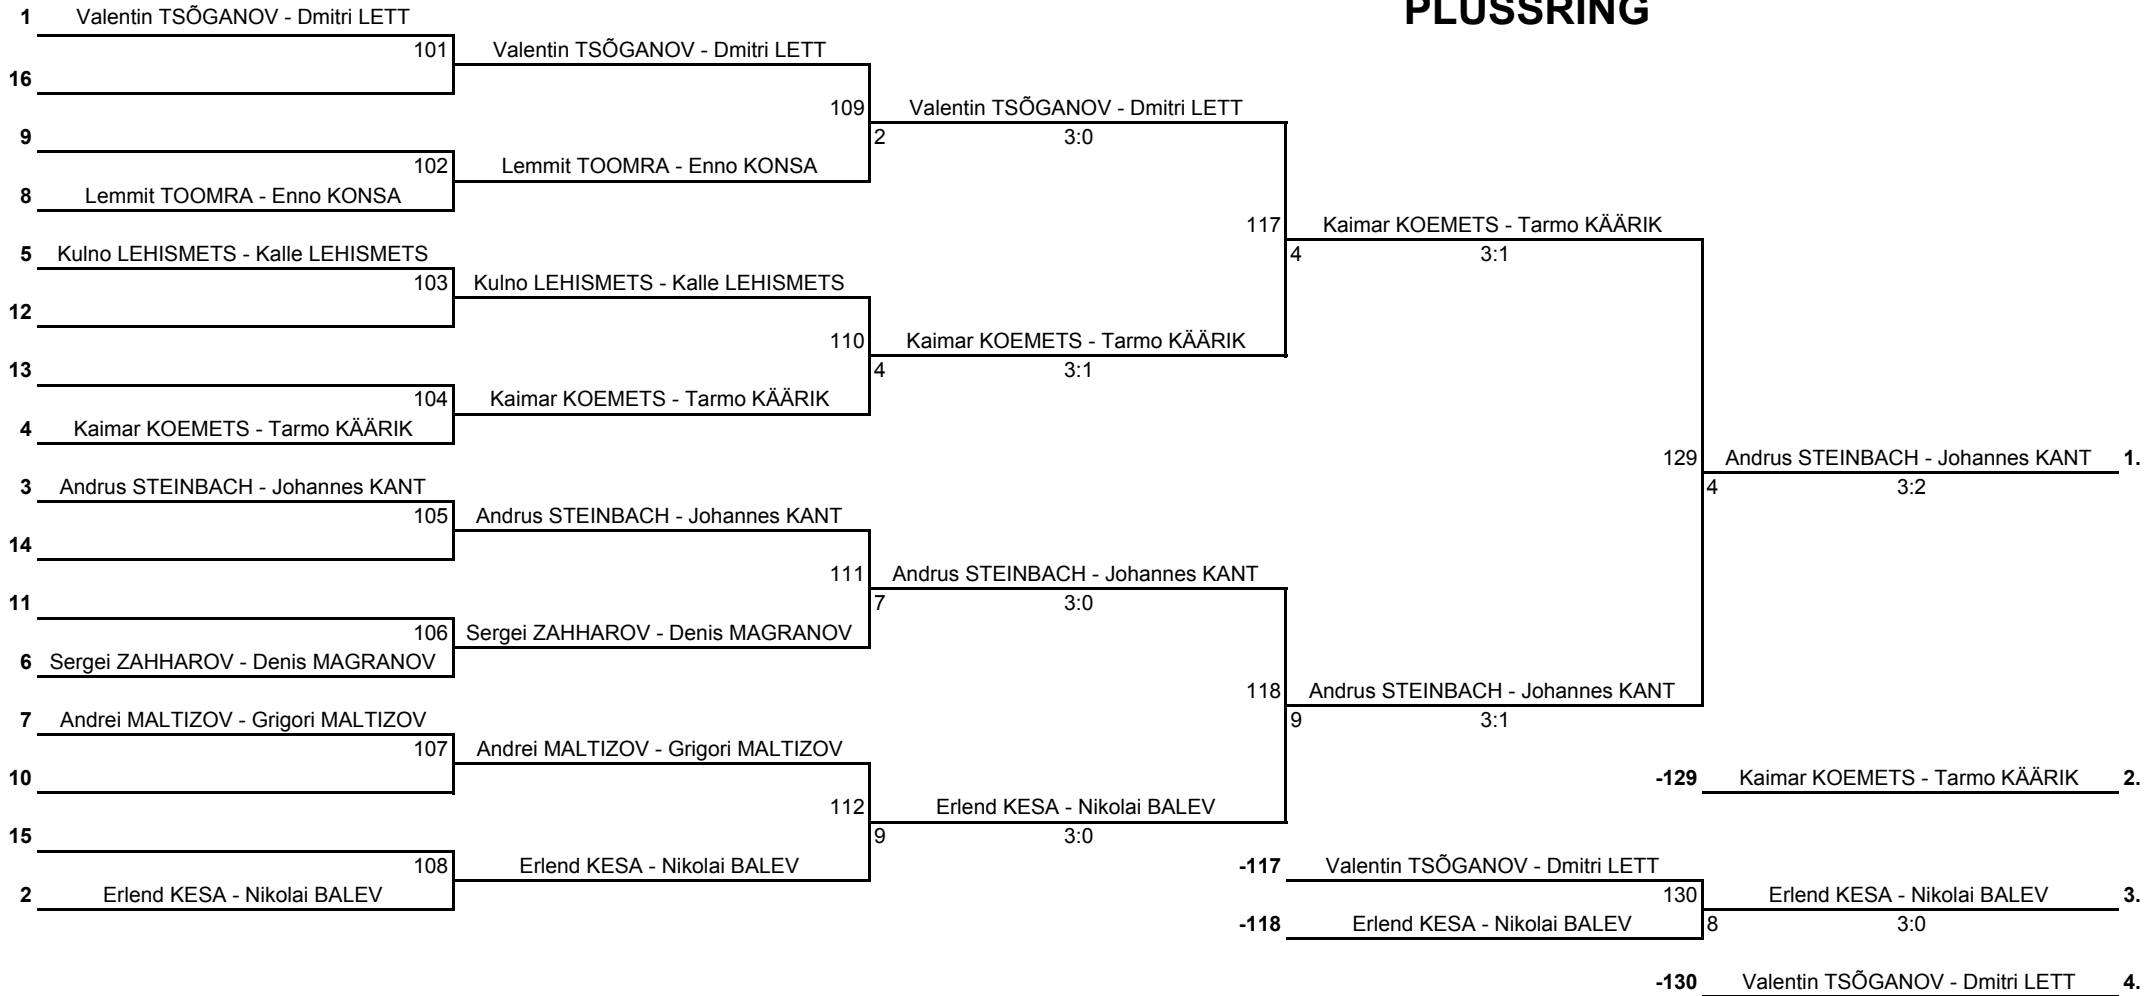 PLUSSRING
1 Valentin TSÕGANOV - Dmitri LETT
101 Valentin TSÕGANOV - Dmitri LETT
16
109 Valentin TSÕGANOV - Dmitri LETT
9 2 3:0
102 Lemmit TOOMRA - Enno KONSA
8 Lemmit TOOMRA - Enno KONSA
117 Kaimar KOEMETS - Tarmo KÄÄRIK
5 Kulno LEHISMETS - Kalle LEHISMETS 4 3:1
103 Kulno LEHISMETS - Kalle LEHISMETS
12
110 Kaimar KOEMETS - Tarmo KÄÄRIK
13 4 3:1
104 Kaimar KOEMETS - Tarmo KÄÄRIK
4 Kaimar KOEMETS - Tarmo KÄÄRIK
129 Andrus STEINBACH - Johannes KANT 1.
3 Andrus STEINBACH - Johannes KANT 4 3:2
105 Andrus STEINBACH - Johannes KANT
14
111 Andrus STEINBACH - Johannes KANT
11 7 3:0
106 Sergei ZAHHAROV - Denis MAGRANOV
6 Sergei ZAHHAROV - Denis MAGRANOV
118 Andrus STEINBACH - Johannes KANT
7 Andrei MALTIZOV - Grigori MALTIZOV 9 3:1
107 Andrei MALTIZOV - Grigori MALTIZOV
10 -129 Kaimar KOEMETS - Tarmo KÄÄRIK 2.
112 Erlend KESA - Nikolai BALEV
15 9 3:0
108 Erlend KESA - Nikolai BALEV -117 Valentin TSÕGANOV - Dmitri LETT
2 Erlend KESA - Nikolai BALEV 130 Erlend KESA - Nikolai BALEV 3.
-118 Erlend KESA - Nikolai BALEV 8 3:0
-130 Valentin TSÕGANOV - Dmitri LETT 4.